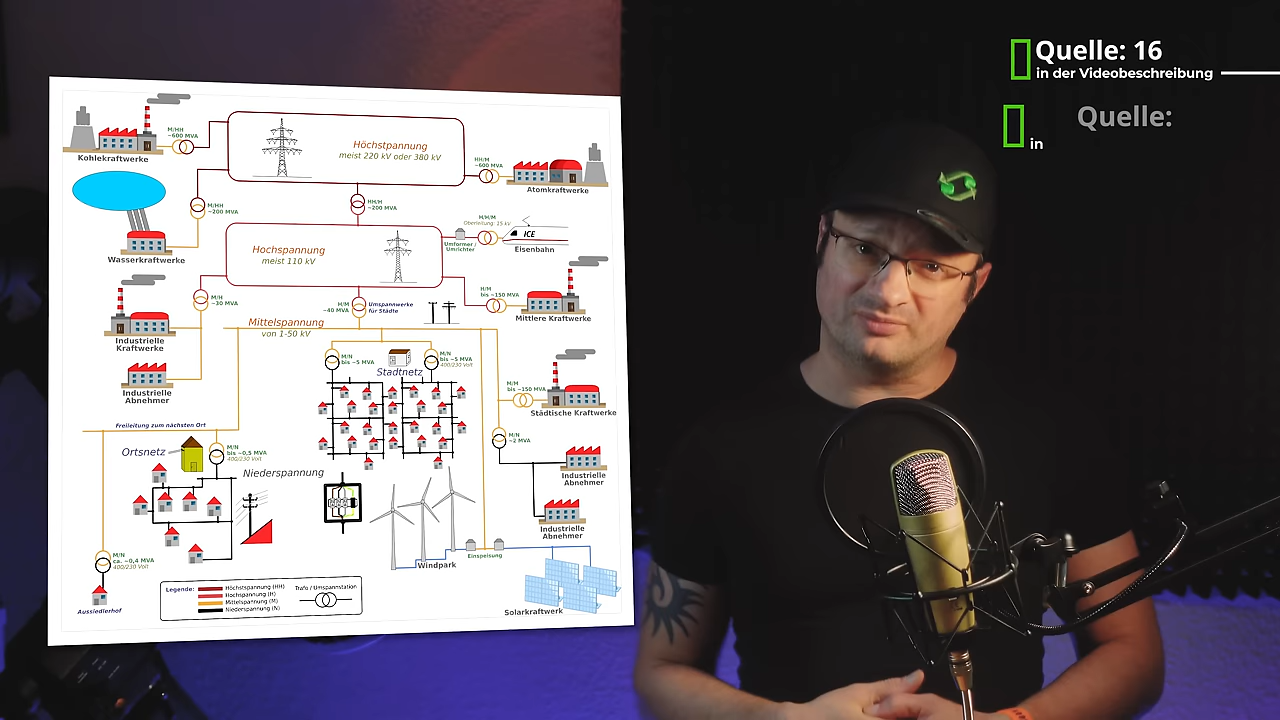 Quelle: 16
in der Videobeschreibung
Quelle:
in
M/HH
~600 MVA
Kohlekraftwerke
Höchstpannung
meist 220 kV oder 380 kV
HH/M
~600 MVA
Atomkraftwerke
M/HH
~200 MVA
HH/H
~200 MVA
Wasserkraftwerke
Hochspannung
meist 110 kV
H/H/M
Oberleitung: 15 kV
ICE
Umformer /
Umrichter
Eisenbahn
M/H
~30 MVA
H/M
~40 MVA
Umspannwerke
für Städte
H/M
bis ~150 MVA
Mittlere Kraftwerke
Industrielle
Kraftwerke
Mittelspannung
von 1-50 kV
M/N
bis ~5 MVA
M/N
bis ~5 MVA
400/230 Volt
Stadtnetz
Industrielle
Abnehmer
M/M
bis ~150 MVA
Städtische Kraftwerke
Freileitung zum nächsten Ort
Ortsnetz
M/N
bis ~0,5 MVA
400/230 Volt
M/N
~2 MVA
Niederspannung
Industrielle
Abnehmer
Industrielle
Abnehmer
M/N
ca. ~0,4 MVA
400/230 Volt
Aussiedlerhof
Windpark
Einspeisung
Solarkraftwerk
Legende:
Höchstspannung (HH)
Hochspannung (H)
Mittelspannung (M)
Niederspannung (N)
Trafo / Umspannstation